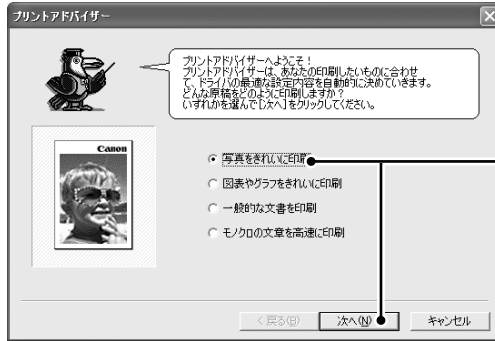 プリントアドバイザー
プリントアドバイザーへようこそ!
プリントアドバイザーは、あなたの印刷したいものに合わせ
て、ドライバの最適な設定内容を自動的に決めていきます。
どんな原稿をどのように印刷しますか?
いずれかを選んで[次へ]をクリックしてください。
Canon
写真をきれいに印刷
図表やグラフをきれいに印刷
一般的な文書を印刷
モノクロの文章を高速に印刷
< 戻る(B)
次へ(N) >
キャンセル